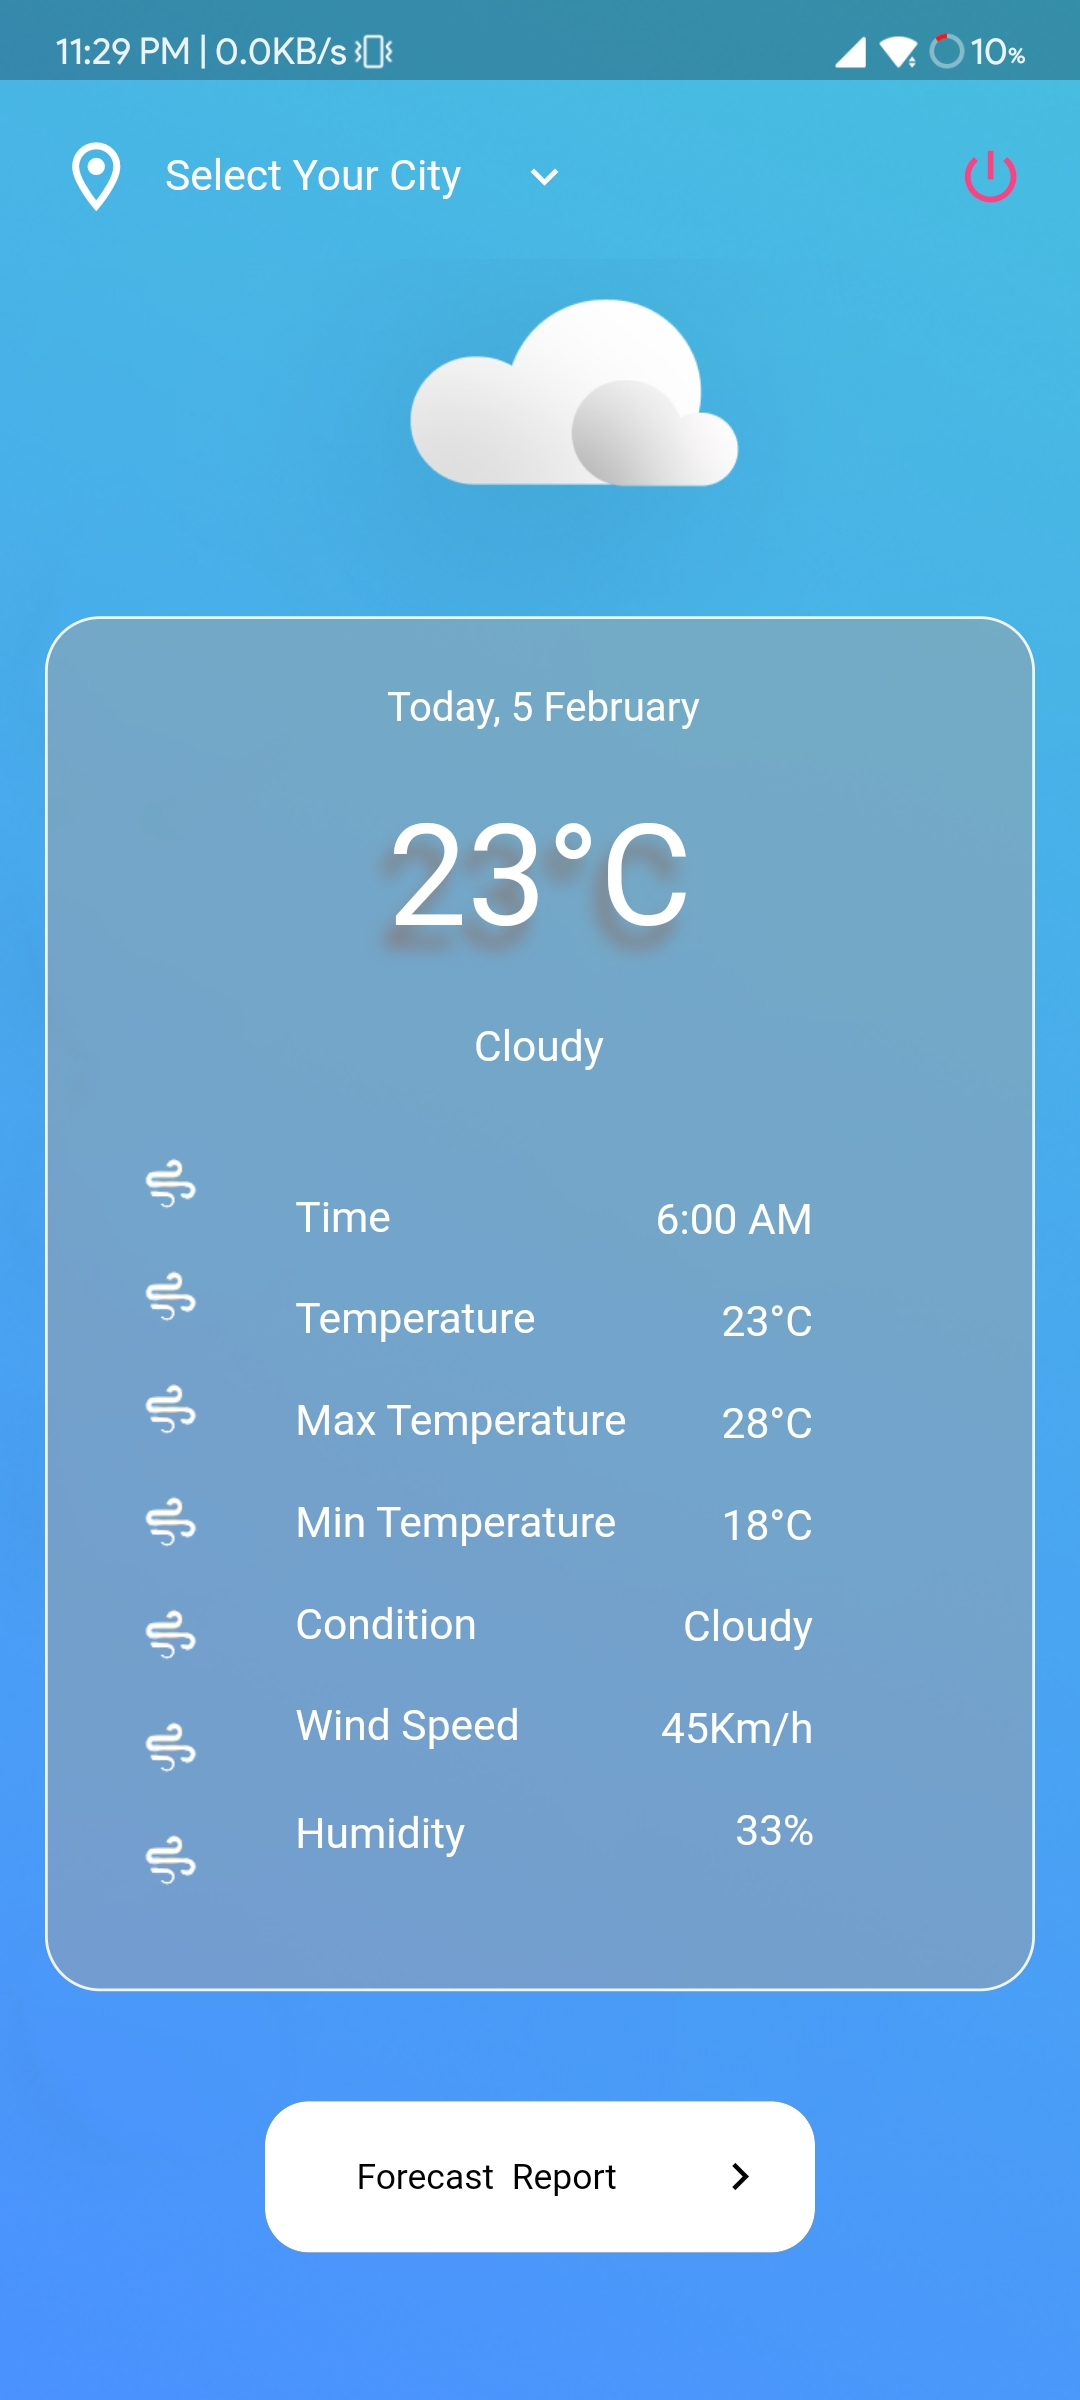 11:29 PM | 0.0KB/s 10%
Select Your City
Today, 5 February
23°C
Cloudy
Time 6:00 AM
Temperature 23°C
Max Temperature 28°C
Min Temperature 18°C
Condition Cloudy
Wind Speed 45Km/h
Humidity 33%
Forecast Report